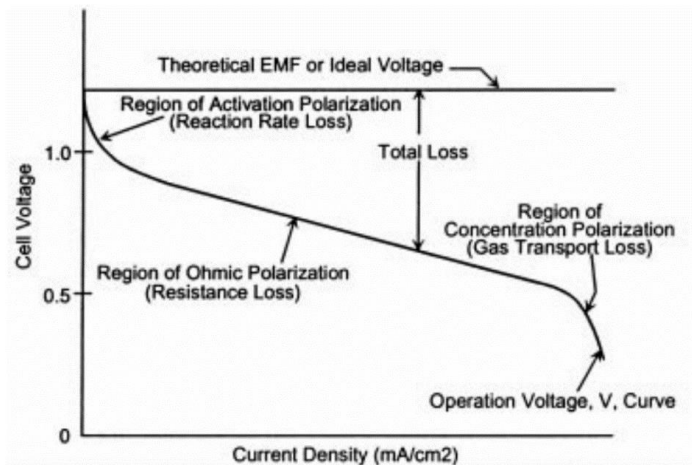 Theoretical EMF or Ideal Voltage
Region of Activation Polarization
(Reaction Rate Loss)
1.0
Total Loss
Cell Voltage
Region of
Concentration Polarization
(Gas Transport Loss)
Region of Ohmic Polarization
(Resistance Loss)
0.5
Operation Voltage, V, Curve
0
Current Density (mA/cm2)